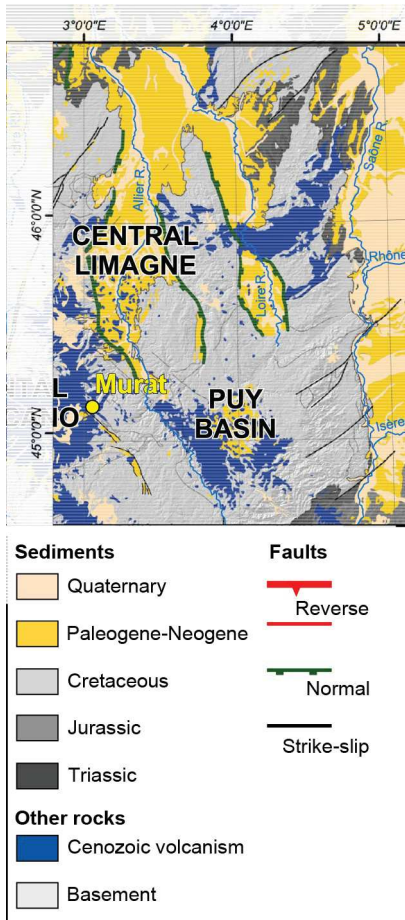 3°0'0"E
4°0'0"E
5°0'0"E
46°0'0"N
45°0'0"N
Allier R.
Loire R.
Saône R.
Rhône
Isère
CENTRAL
LIMAGNE
Murat
PUY
BASIN
Sediments
Quaternary
Paleogene-Neogene
Cretaceous
Jurassic
Triassic
Other rocks
Cenozoic volcanism
Basement
Faults
Reverse
Normal
Strike-slip